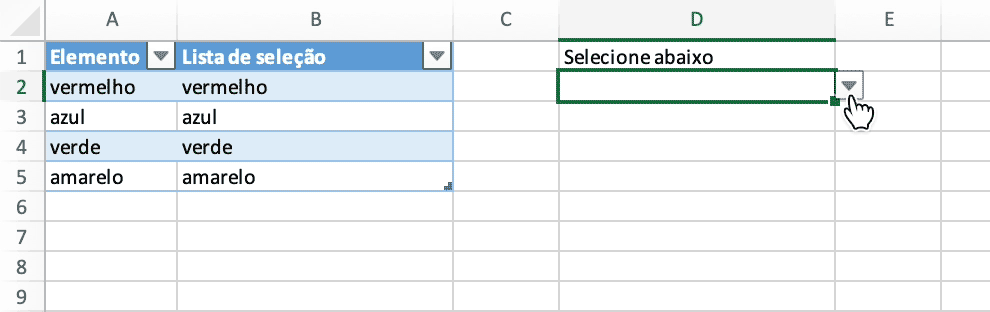 A B C D E
1 Elemento Lista de seleção Selecione abaixo
2 vermelho vermelho
3 azul azul
4 verde verde
5 amarelo amarelo
6
7
8
9